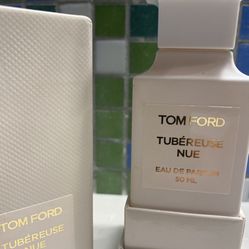 TOM FORD
TUBÉREUSE
NUE
EAU DE PARFUM
50 ML
TOM FORD
TUBÉREUSE
NUE